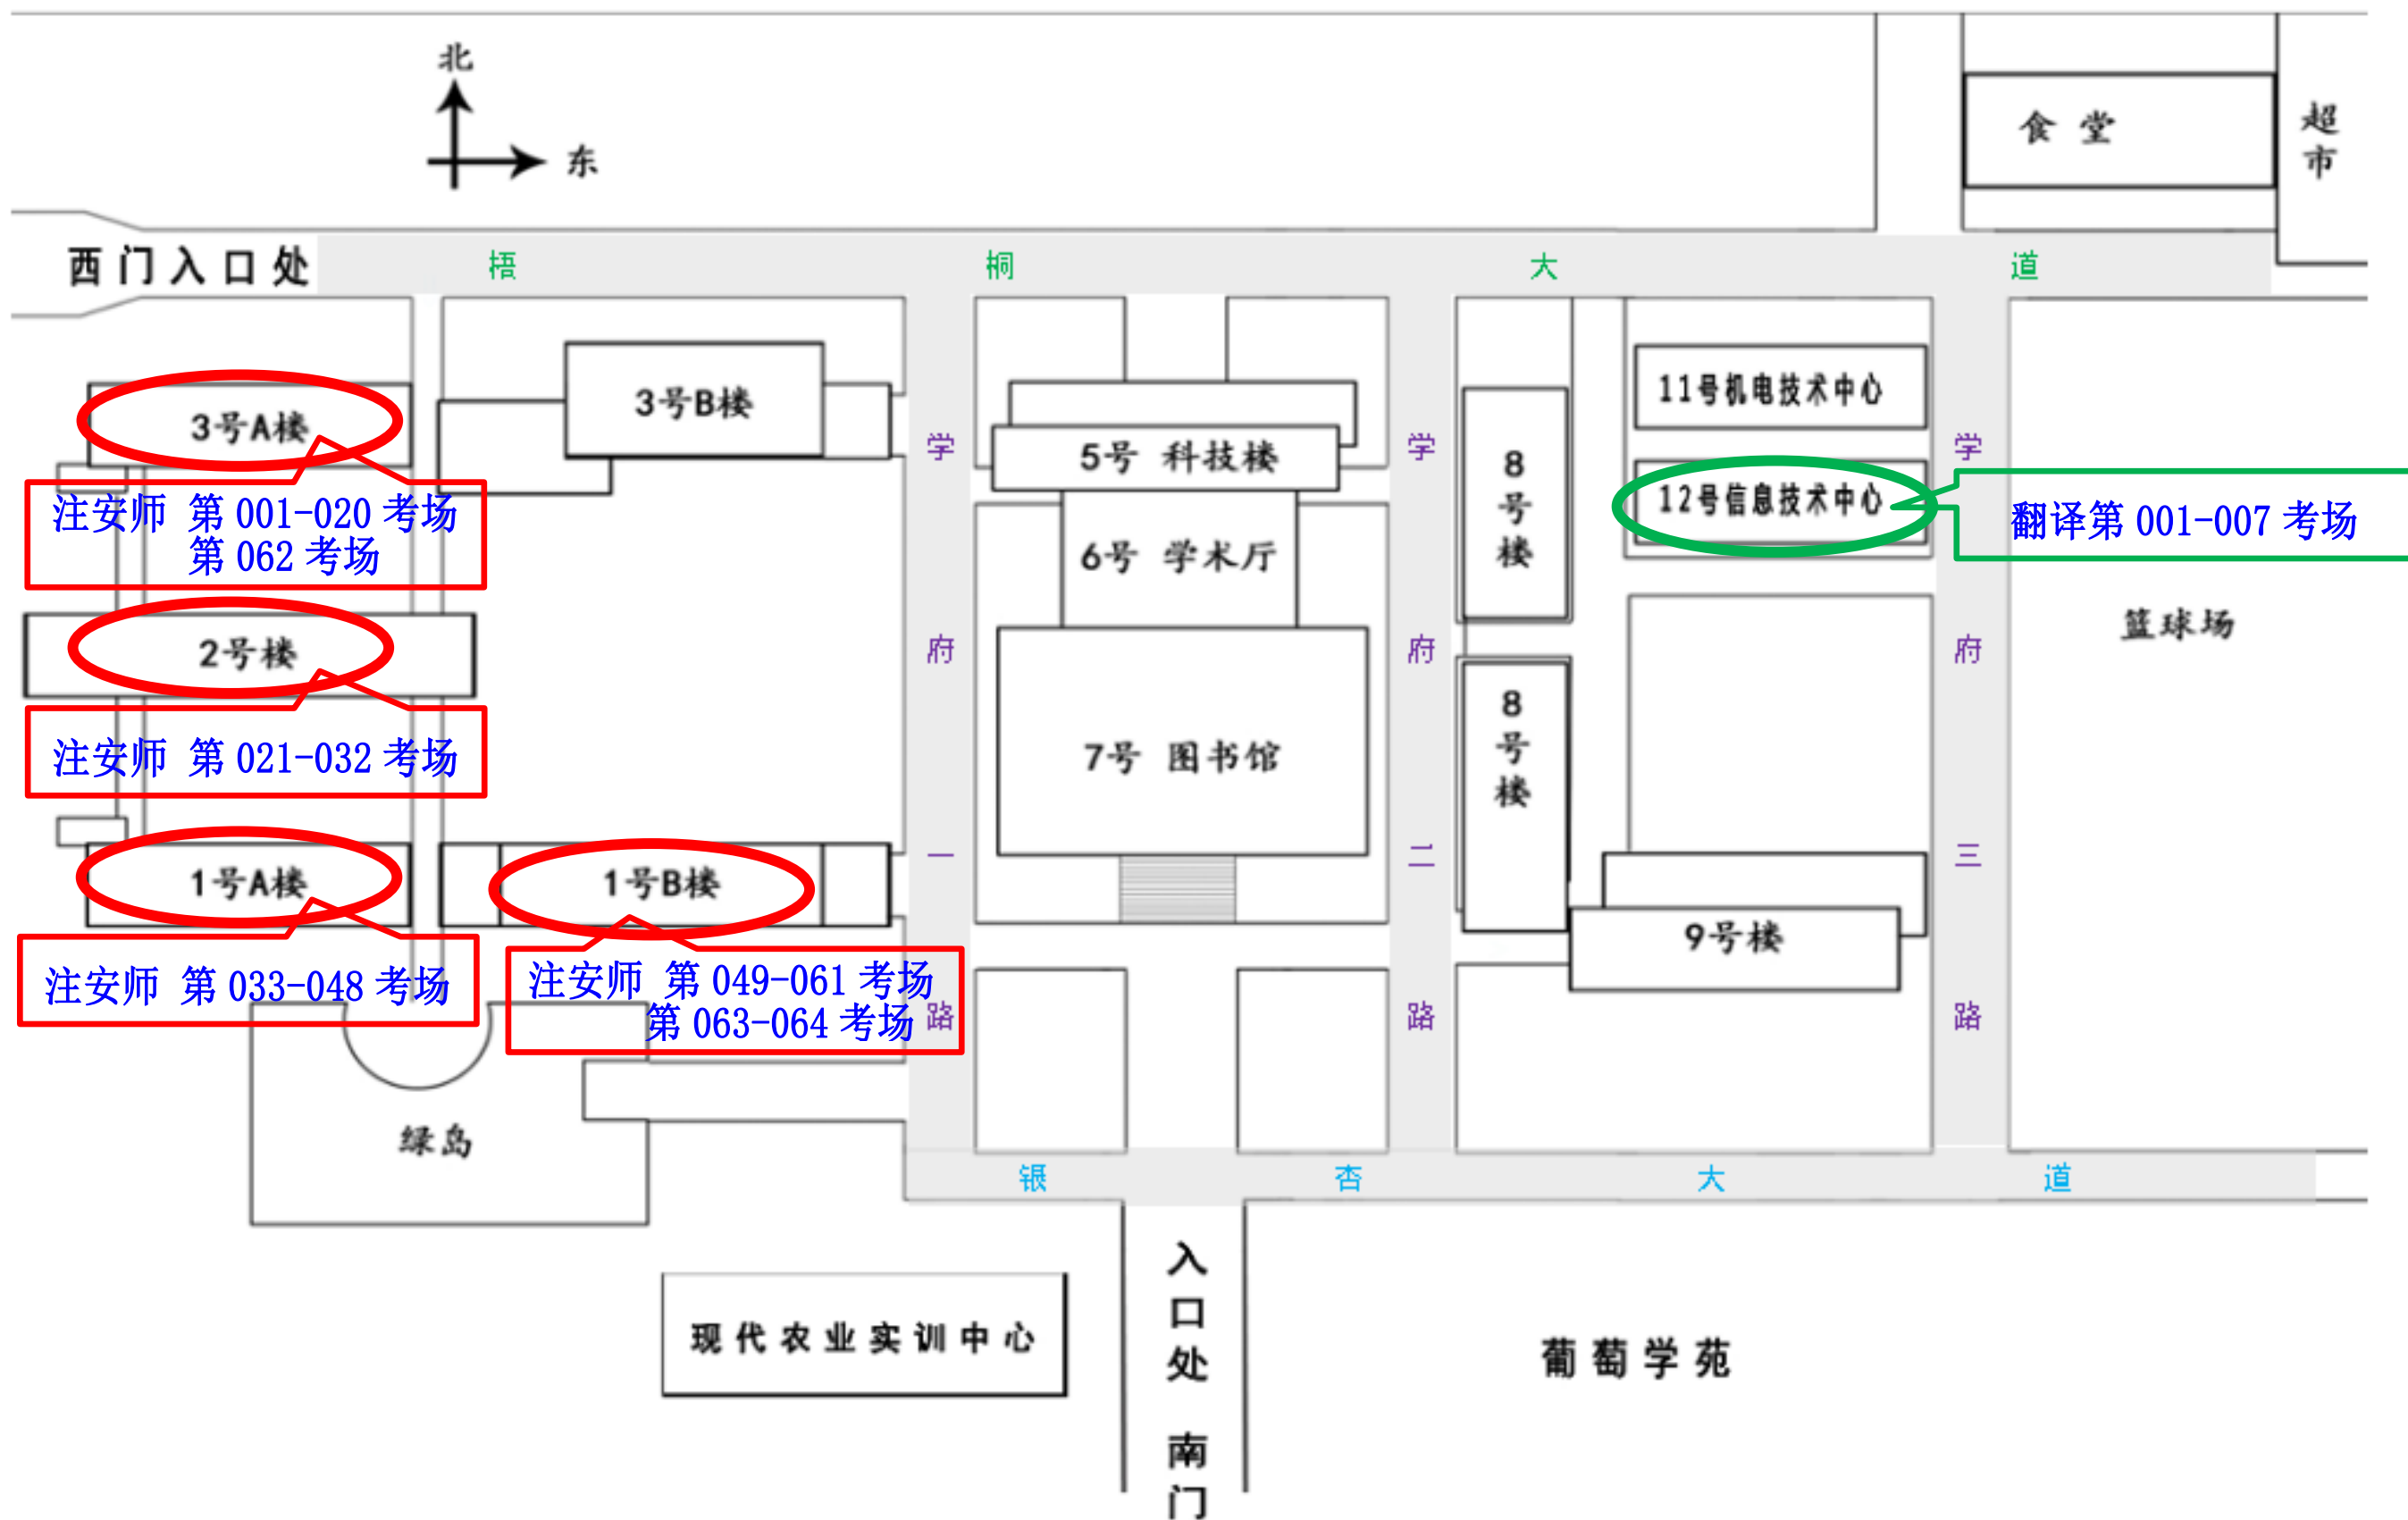 北
东
食 堂
超市
西门入口处
梧桐大道
3号A楼
3号B楼
注安师 第 001-020 考场
第 062 考场
2号楼
注安师 第 021-032 考场
1号A楼
1号B楼
注安师 第 033-048 考场
注安师 第 049-061 考场
第 063-064 考场
学府一路
5号 科技楼
6号 学术厅
7号 图书馆
学府二路
8号楼
8号楼
11号机电技术中心
12号信息技术中心
翻译第 001-007 考场
9号楼
学府三路
篮球场
绿岛
银杏大道
现代农业实训中心
入口处 南门
葡萄学苑